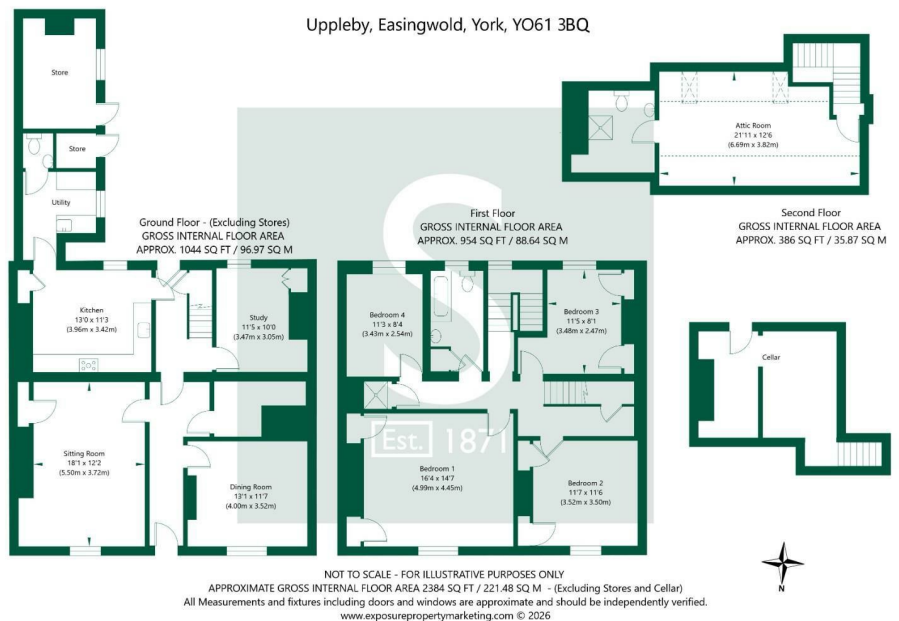 Uppleby, Easingwold, York, YO61 3BQ
Store
Store
Utility
Ground Floor - (Excluding Stores)
GROSS INTERNAL FLOOR AREA
APPROX. 1044 SQ FT / 96.97 SQ M
Kitchen
13'0 x 11'3
(3.96m x 3.42m)
Study
11'5 x 10'0
(3.47m x 3.05m)
Sitting Room
18'1 x 12'2
(5.50m x 3.72m)
Dining Room
13'1 x 11'7
(4.00m x 3.52m)
First Floor
GROSS INTERNAL FLOOR AREA
APPROX. 954 SQ FT / 88.64 SQ M
Bedroom 4
11'3 x 8'4
(3.43m x 2.54m)
Bedroom 3
11'5 x 8'1
(3.48m x 2.47m)
S
Est. 1871
Bedroom 1
16'4 x 14'7
(4.99m x 4.45m)
Bedroom 2
11'7 x 11'6
(3.52m x 3.50m)
Attic Room
21'11 x 12'6
(6.69m x 3.82m)
Second Floor
GROSS INTERNAL FLOOR AREA
APPROX. 386 SQ FT / 35.87 SQ M
Cellar
N
NOT TO SCALE - FOR ILLUSTRATIVE PURPOSES ONLY
APPROXIMATE GROSS INTERNAL FLOOR AREA 2384 SQ FT / 221.48 SQ M - (Excluding Stores and Cellar)
All Measurements and fixtures including doors and windows are approximate and should be independently verified.
www.exposurepropertymarketing.com © 2026